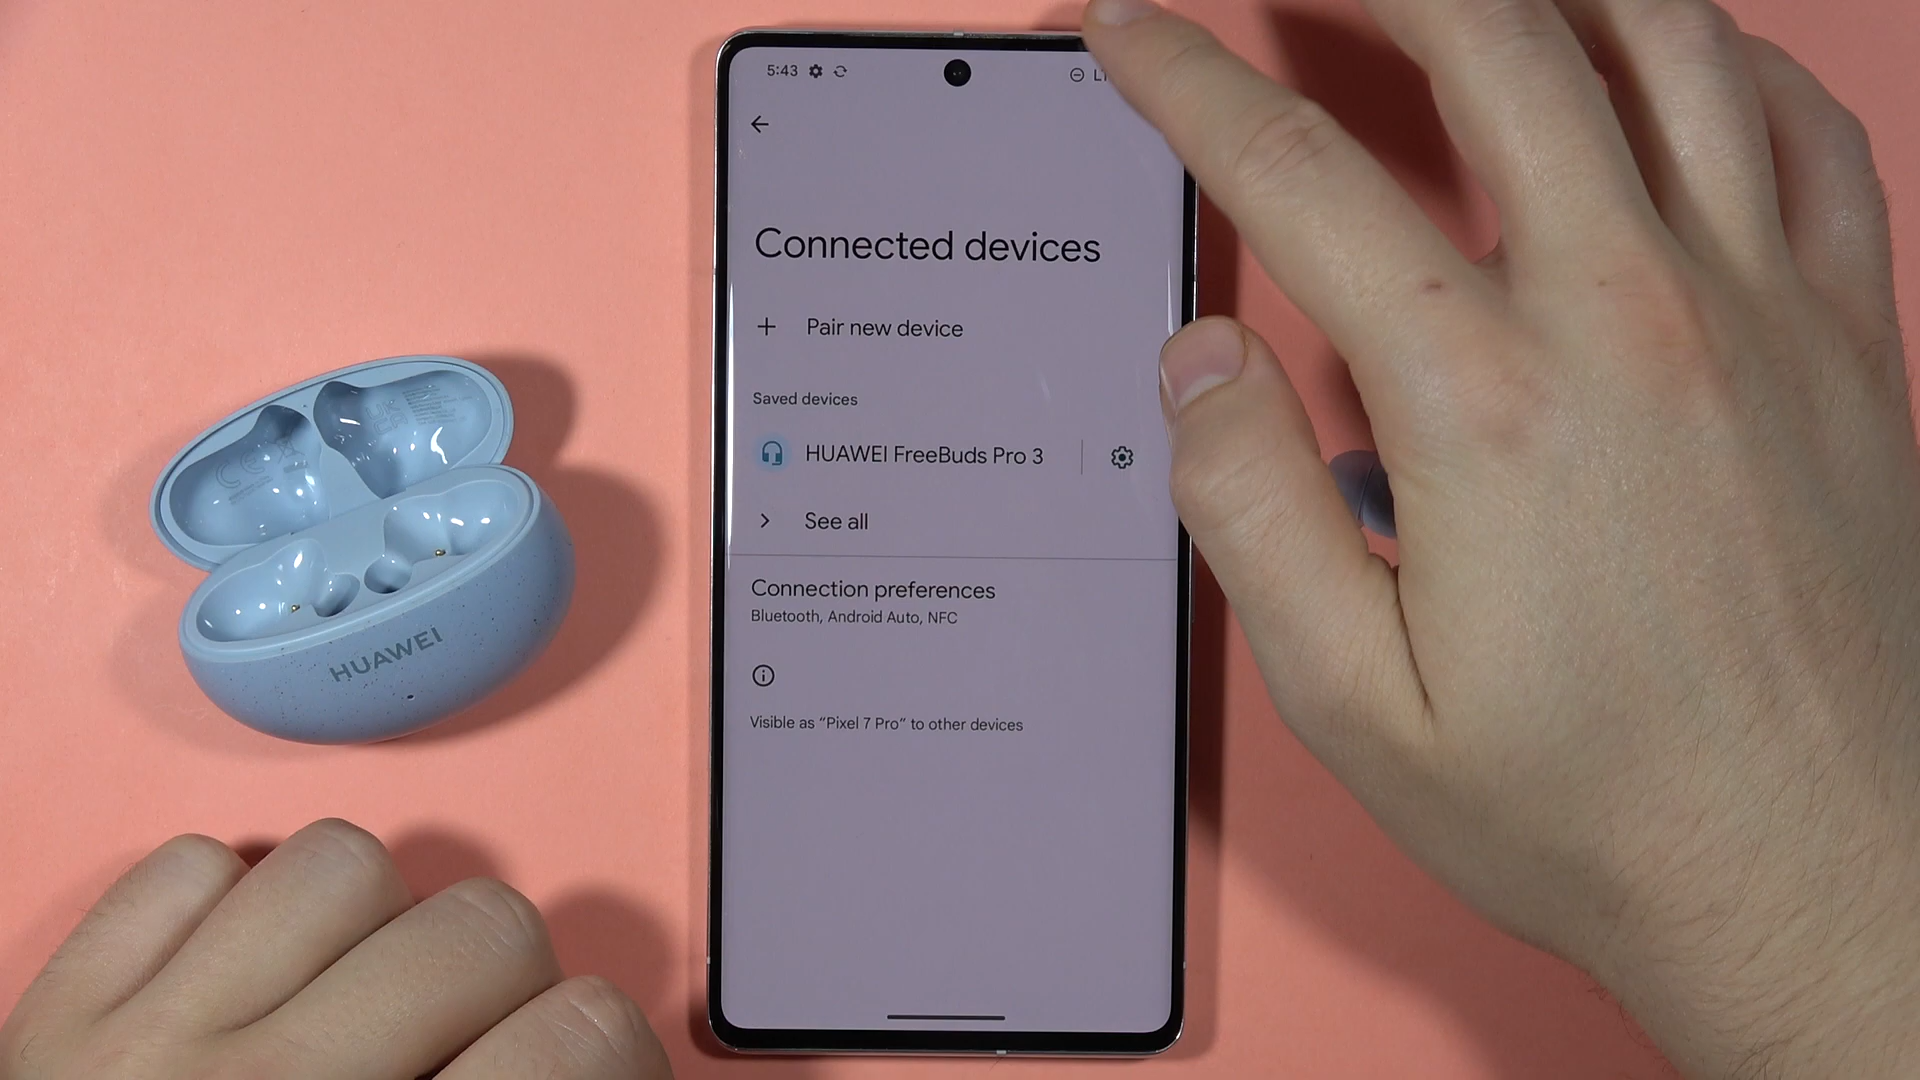 5:43
Connected devices
Pair new device
Saved devices
HUAWEI FreeBuds Pro 3
See all
Connection preferences
Bluetooth, Android Auto, NFC
Visible as “Pixel 7 Pro” to other devices
HUAWEI